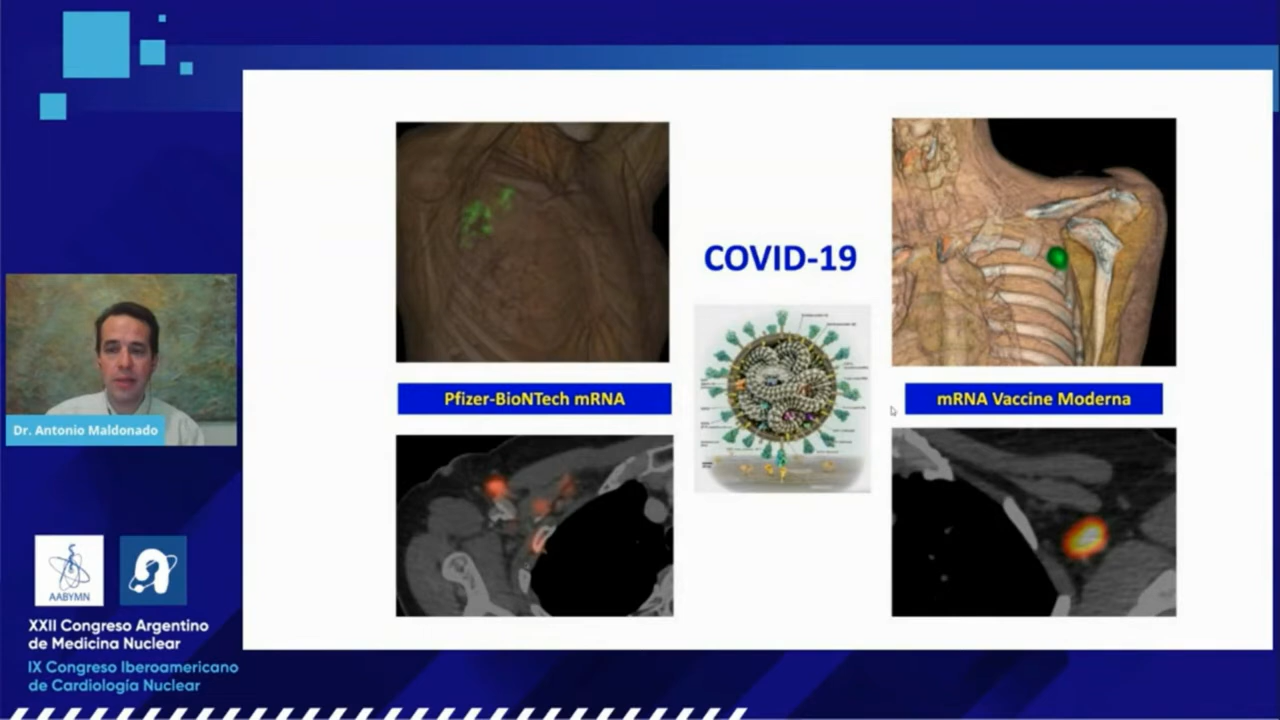 COVID-19
Pfizer-BioNTech mRNA
mRNA Vaccine Moderna
Dr. Antonio Maldonado
AABYMN
XXII Congreso Argentino
de Medicina Nuclear
IX Congreso Iberoamericano
de Cardiología Nuclear